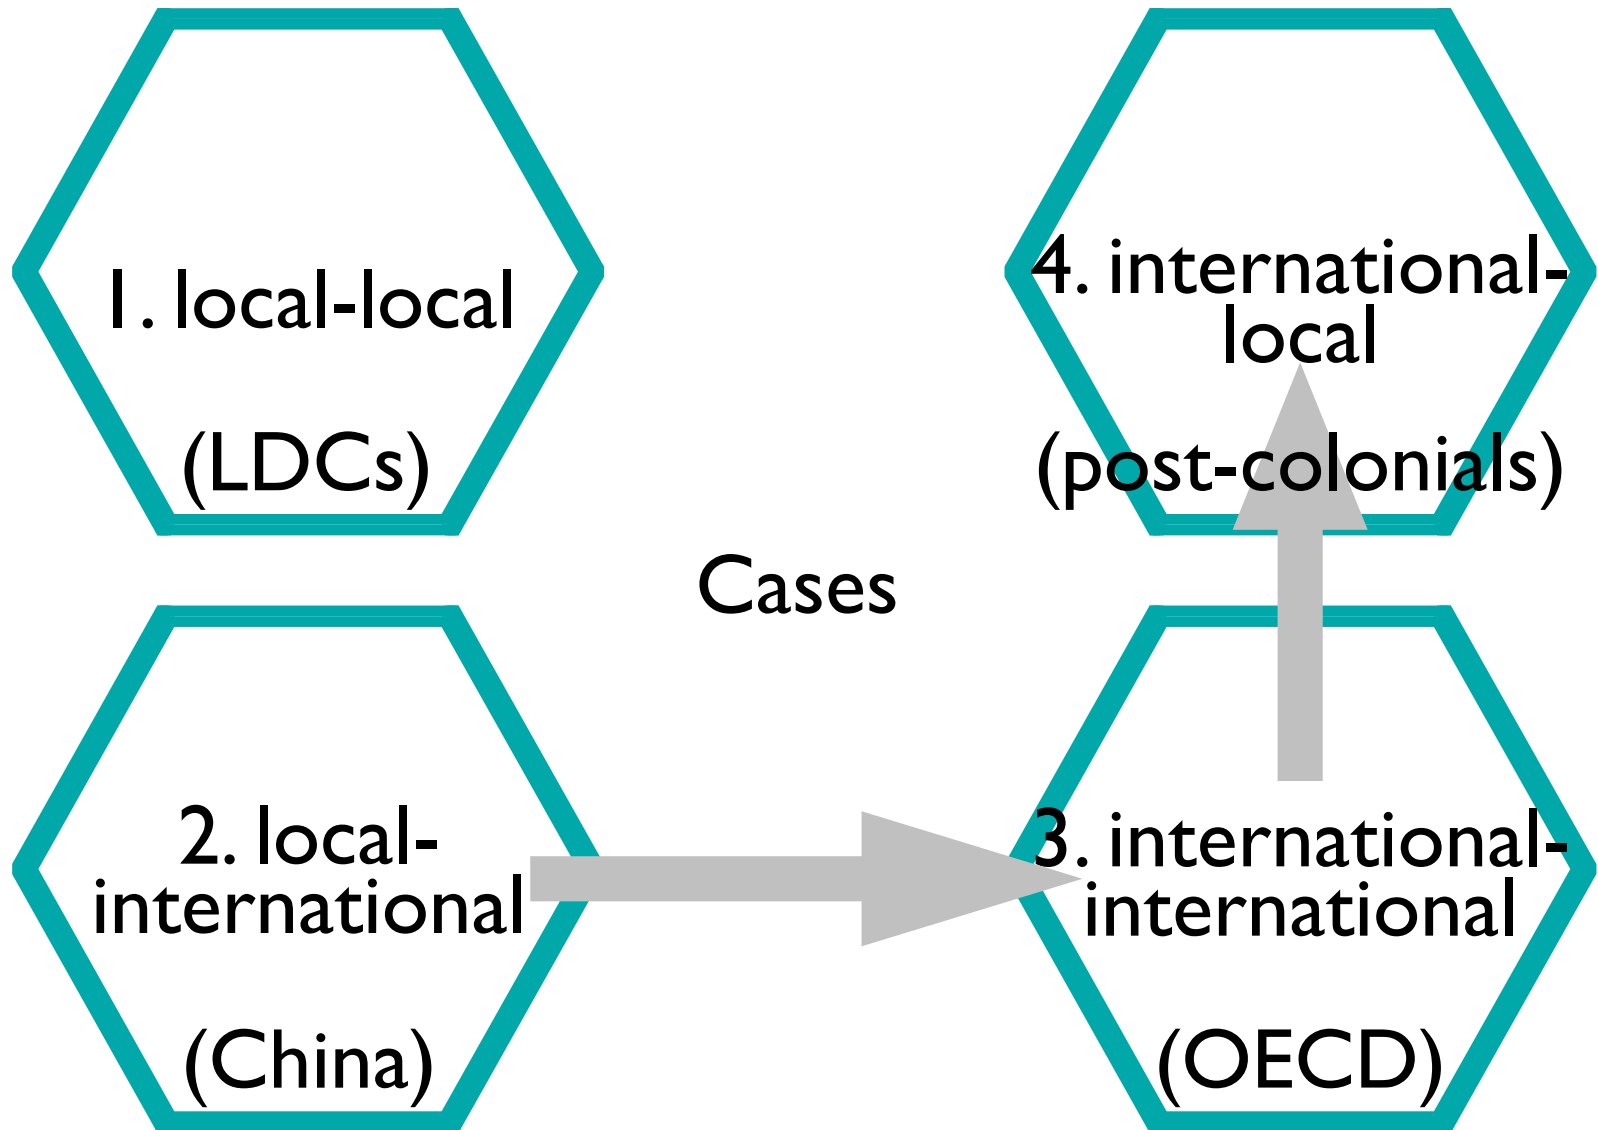 1. local-local
(LDCs)
4. international-
local
(post-colonials)
Cases
2. local-
international
(China)
3. international-
international
(OECD)